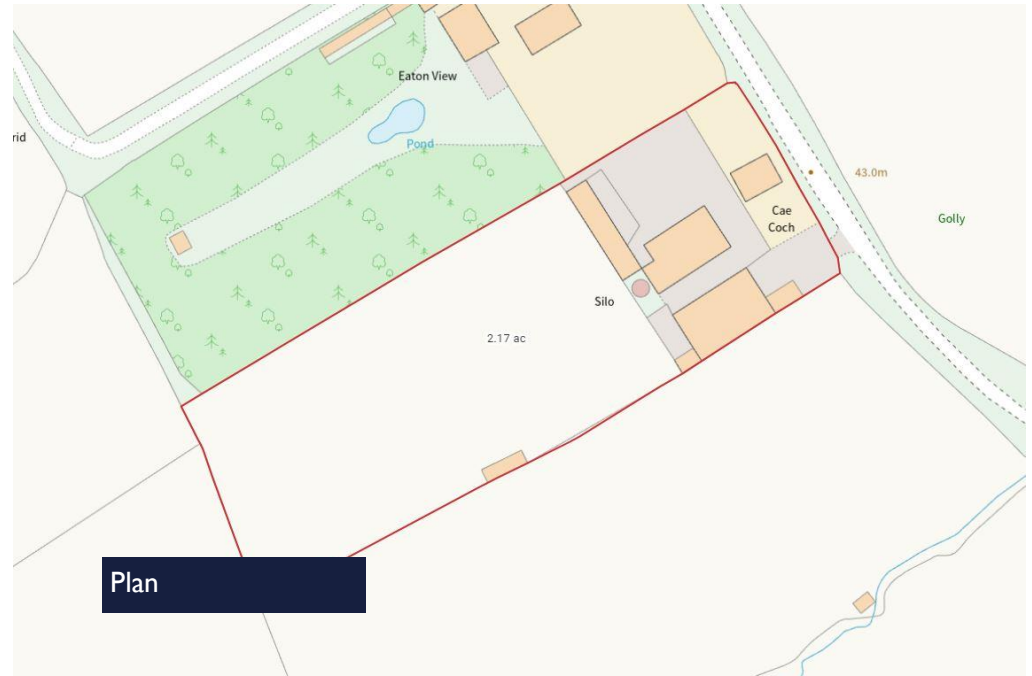 Eaton View
Pond
rid
43.0m
Cae
Coch
Golly
Silo
2.17 ac
Plan